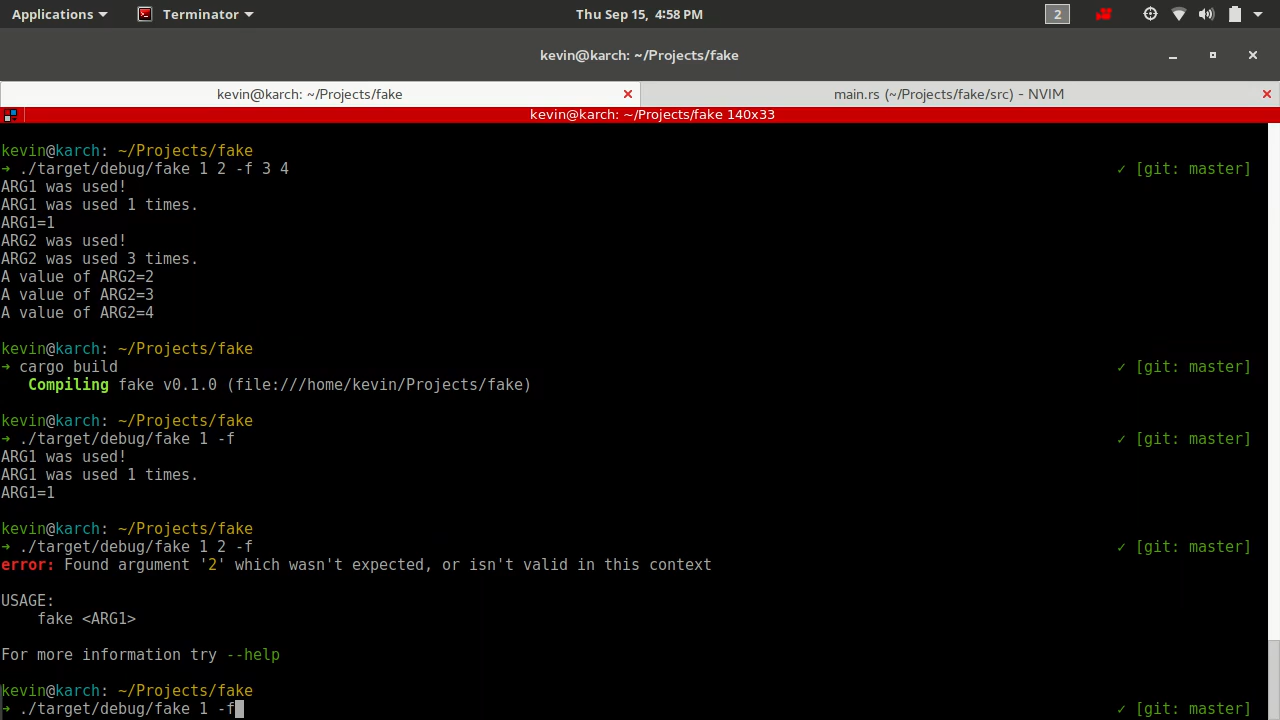 Applications Terminator Thu Sep 15, 4:58 PM 2
kevin@karch: ~/Projects/fake
kevin@karch: ~/Projects/fake main.rs (~/Projects/fake/src) - NVIM
kevin@karch: ~/Projects/fake 140x33
kevin@karch: ~/Projects/fake
→ ./target/debug/fake 1 2 -f 3 4 ✓ [git: master]
ARG1 was used!
ARG1 was used 1 times.
ARG1=1
ARG2 was used!
ARG2 was used 3 times.
A value of ARG2=2
A value of ARG2=3
A value of ARG2=4
kevin@karch: ~/Projects/fake
→ cargo build ✓ [git: master]
Compiling fake v0.1.0 (file:///home/kevin/Projects/fake)
kevin@karch: ~/Projects/fake
→ ./target/debug/fake 1 -f ✓ [git: master]
ARG1 was used!
ARG1 was used 1 times.
ARG1=1
kevin@karch: ~/Projects/fake
→ ./target/debug/fake 1 2 -f ✓ [git: master]
error: Found argument '2' which wasn't expected, or isn't valid in this context
USAGE:
fake <ARG1>
For more information try --help
kevin@karch: ~/Projects/fake
→ ./target/debug/fake 1 -f ✓ [git: master]